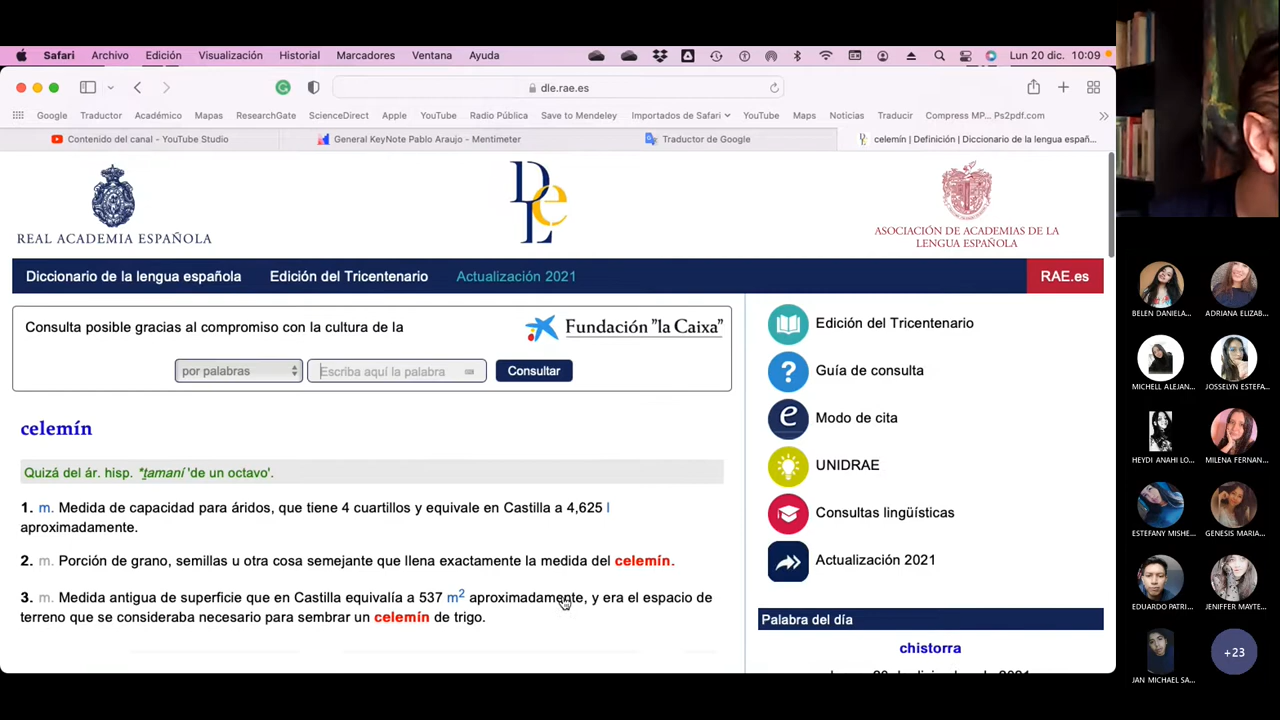 Safari Archivo Edición Visualización Historial Marcadores Ventana Ayuda Lun 20 dic. 10:09
dle.rae.es
Google Traductor Académico Mapas ResearchGate ScienceDirect Apple YouTube Radio Pública Save to Mendeley Importados de Safari YouTube Maps Noticias Traducir Compress MP... Ps2pdf.com
Contenido del canal - YouTube Studio General KeyNote Pablo Araujo - Mentimeter Traductor de Google celemín | Definición | Diccionario de la lengua españ...
DLE
REAL ACADEMIA ESPAÑOLA
ASOCIACIÓN DE ACADEMIAS DE LA
LENGUA ESPAÑOLA
Diccionario de la lengua española Edición del Tricentenario Actualización 2021 RAE.es
Consulta posible gracias al compromiso con la cultura de la
Fundación "la Caixa"
por palabras Escriba aquí la palabra Consultar
celemín
Quizá del ár. hisp. *ṯamaní 'de un octavo'.
1. m. Medida de capacidad para áridos, que tiene 4 cuartillos y equivale en Castilla a 4,625 l
aproximadamente.
2. m. Porción de grano, semillas u otra cosa semejante que llena exactamente la medida del celemín.
3. m. Medida antigua de superficie que en Castilla equivalía a 537 m2 aproximadamente, y era el espacio de
terreno que se consideraba necesario para sembrar un celemín de trigo.
Edición del Tricentenario
? Guía de consulta
e Modo de cita
UNIDRAE
Consultas lingüísticas
Actualización 2021
Palabra del día
chistorra
BELEN DANIELA... ADRIANA ELIZAB...
MICHELL ALEJAN... JOSSELYN ESTEFA...
HEYDI ANAHI LO... MILENA FERNAN...
ESTEFANY MISHE... GENESIS MARIA...
EDUARDO PATRI... JENIFFER MAYTE...
JAN MICHAEL SA... +23